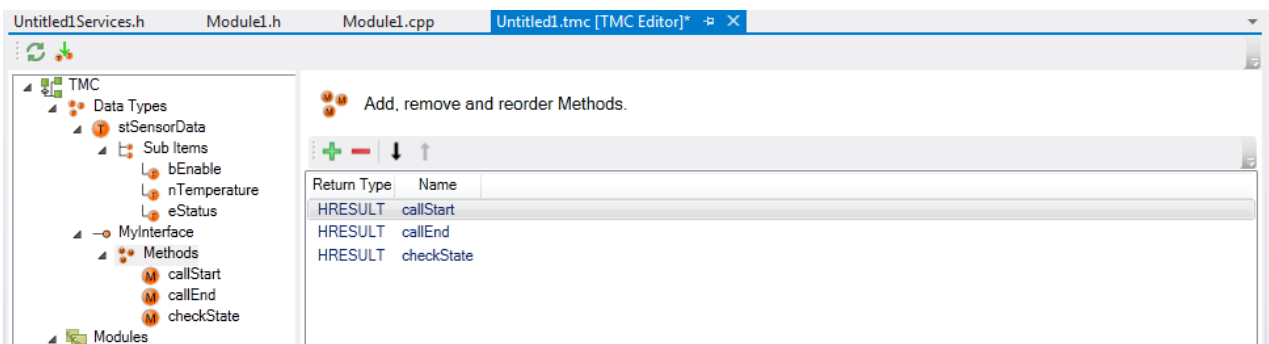 Untitled1Services.h Module1.h Module1.cpp Untitled1.tmc [TMC Editor]*
TMC
Data Types
stSensorData
Sub Items
bEnable
nTemperature
eStatus
MyInterface
Methods
callStart
callEnd
checkState
Modules
Add, remove and reorder Methods.
Return Type Name
HRESULT callStart
HRESULT callEnd
HRESULT checkState